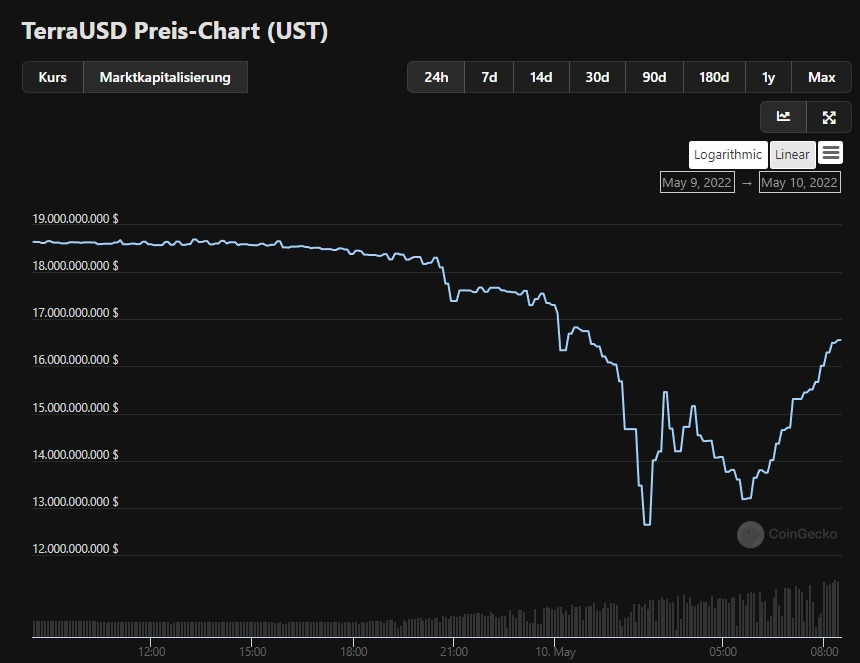 TerraUSD Preis-Chart (UST)
Kurs Marktkapitalisierung 24h 7d 14d 30d 90d 180d 1y Max
Logarithmic Linear
May 9, 2022 → May 10, 2022
19.000.000.000 $
18.000.000.000 $
17.000.000.000 $
16.000.000.000 $
15.000.000.000 $
14.000.000.000 $
13.000.000.000 $
CoinGecko
12.000.000.000 $
12:00 15:00 18:00 21:00 10. May 05:00 08:00